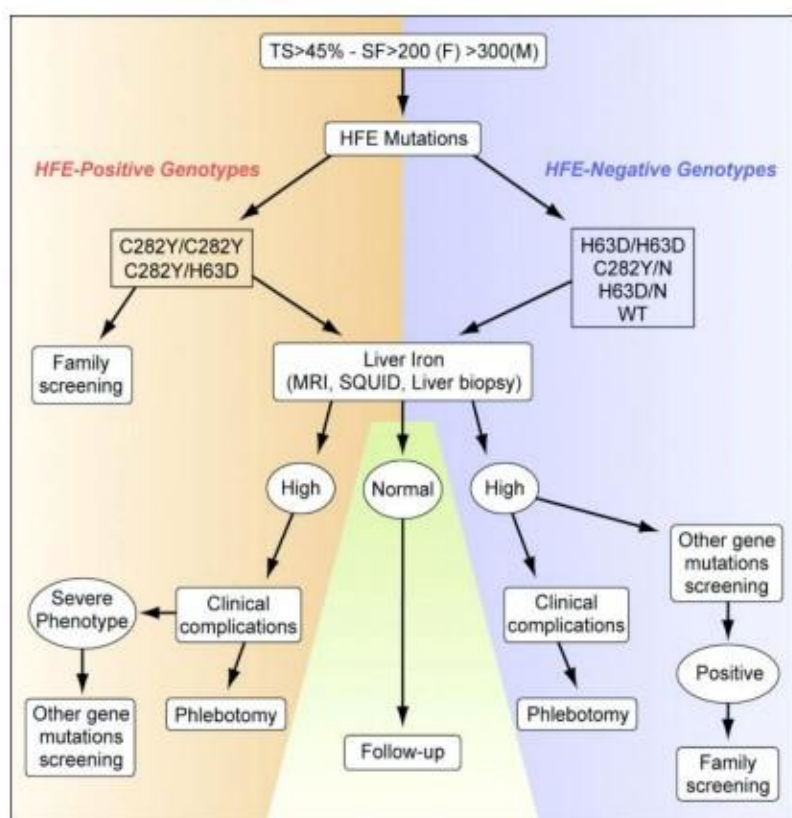 TS>45% - SF>200 (F) >300(M)
HFE Mutations
HFE-Positive Genotypes
HFE-Negative Genotypes
C282Y/C282Y
C282Y/H63D
H63D/H63D
C282Y/N
H63D/N
WT
Family
screening
Liver Iron
(MRI, SQUID, Liver biopsy)
High
Normal
High
Other gene
mutations
screening
Severe
Phenotype
Clinical
complications
Clinical
complications
Positive
Other gene
mutations
screening
Phlebotomy
Follow-up
Phlebotomy
Family
screening